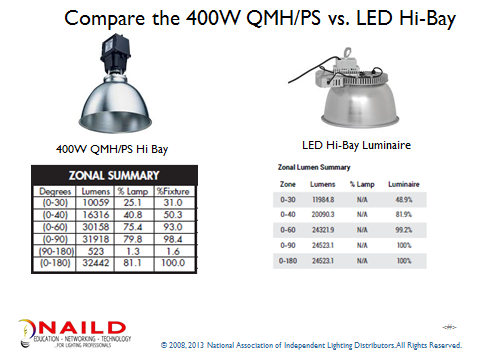 Compare the 400W QMH/PS vs. LED Hi-Bay
400W QMH/PS Hi Bay
LED Hi-Bay Luminaire
ZONAL SUMMARY
Degrees Lumens % Lamp %Fixture
(0-30) 10059 25.1 31.0
(0-40) 16316 40.8 50.3
(0-60) 30158 75.4 93.0
(0-90) 31918 79.8 98.4
(90-180) 523 1.3 1.6
(0-180) 32442 81.1 100.0
Zonal Lumen Summary
Zone Lumens % Lamp Luminaire
0-30 11984.8 N/A 48.9%
0-40 20090.3 N/A 81.9%
0-60 24321.9 N/A 99.2%
0-90 24523.1 N/A 100%
0-180 24523.1 N/A 100%
NAILD
EDUCATION • NETWORKING • TECHNOLOGY
...FOR LIGHTING PROFESSIONALS
‹#›
© 2008, 2013 National Association of Independent Lighting Distributors. All Rights Reserved.